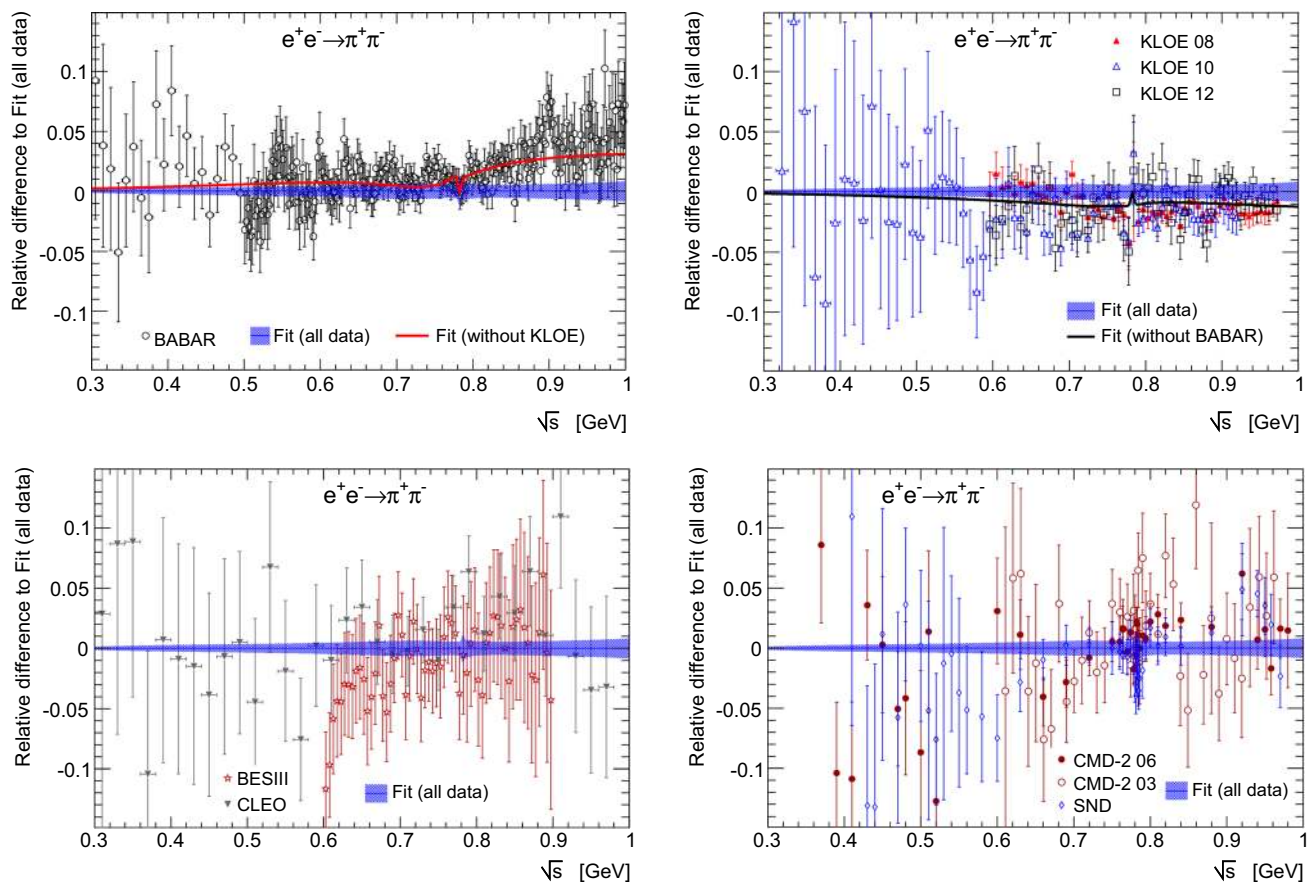 e⁺e⁻→π⁺π⁻
Relative difference to Fit (all data)
0.1
0.05
0
-0.05
-0.1
BABAR
Fit (all data)
Fit (without KLOE)
0.3 0.4 0.5 0.6 0.7 0.8 0.9 1
√s [GeV]
e⁺e⁻→π⁺π⁻
KLOE 08
KLOE 10
KLOE 12
Relative difference to Fit (all data)
0.1
0.05
0
-0.05
-0.1
Fit (all data)
Fit (without BABAR)
0.3 0.4 0.5 0.6 0.7 0.8 0.9 1
√s [GeV]
e⁺e⁻→π⁺π⁻
Relative difference to Fit (all data)
0.1
0.05
0
-0.05
-0.1
BESIII
CLEO
Fit (all data)
0.3 0.4 0.5 0.6 0.7 0.8 0.9 1
√s [GeV]
e⁺e⁻→π⁺π⁻
Relative difference to Fit (all data)
0.1
0.05
0
-0.05
-0.1
CMD-2 06
CMD-2 03
SND
Fit (all data)
0.3 0.4 0.5 0.6 0.7 0.8 0.9 1
√s [GeV]